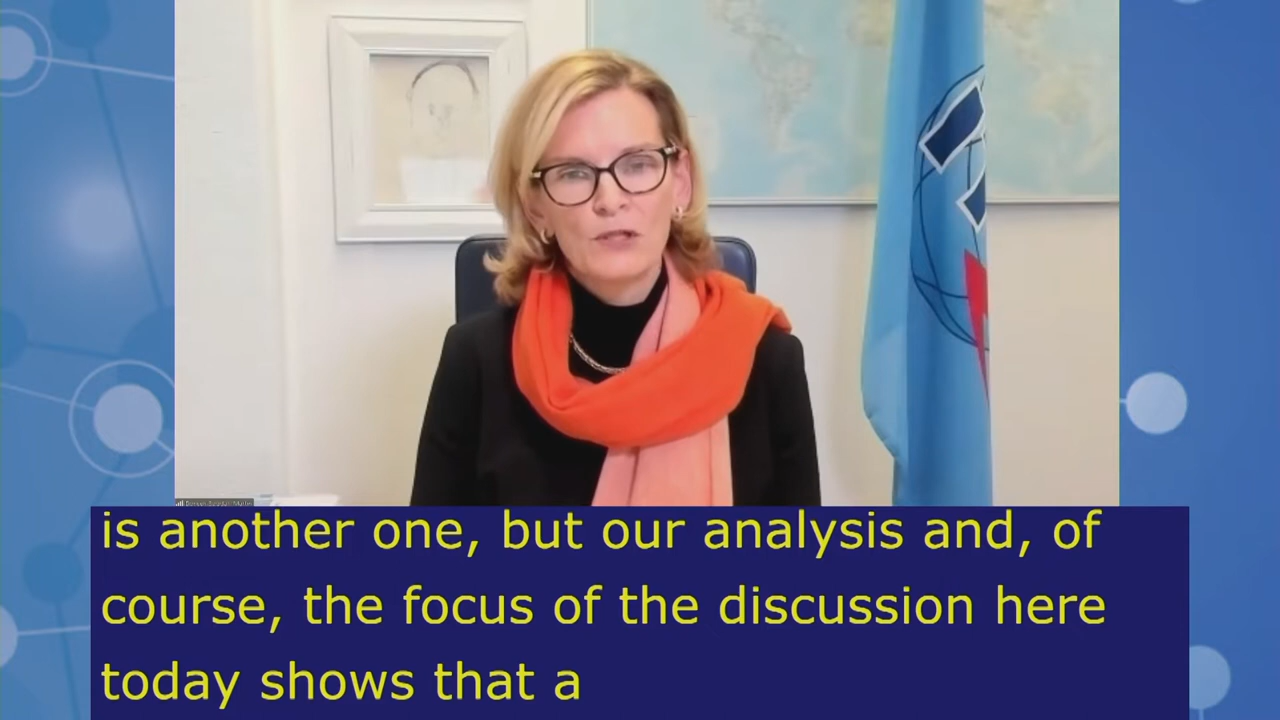 is another one, but our analysis and, of
course, the focus of the discussion here
today shows that a